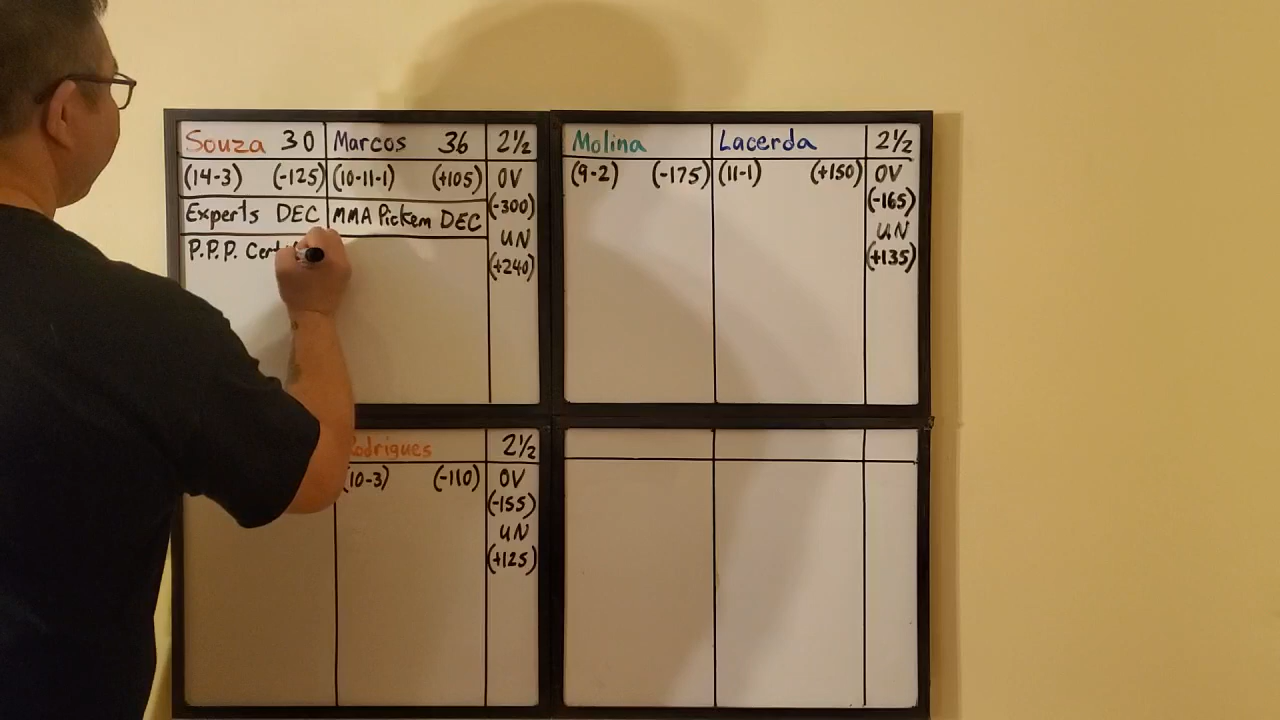 Souza 30 Marcos 36 2½
(14-3) (-125) (10-11-1) (+105) OV
(-300)
Experts DEC MMA Pickem DEC
UN
(+240)
P.P.P.
Molina Lacerda 2½
(9-2) (-175) (11-1) (+150) OV
(-165)
UN
(+135)
Rodrigues 2½
(10-3) (-110) OV
(-155)
UN
(+125)